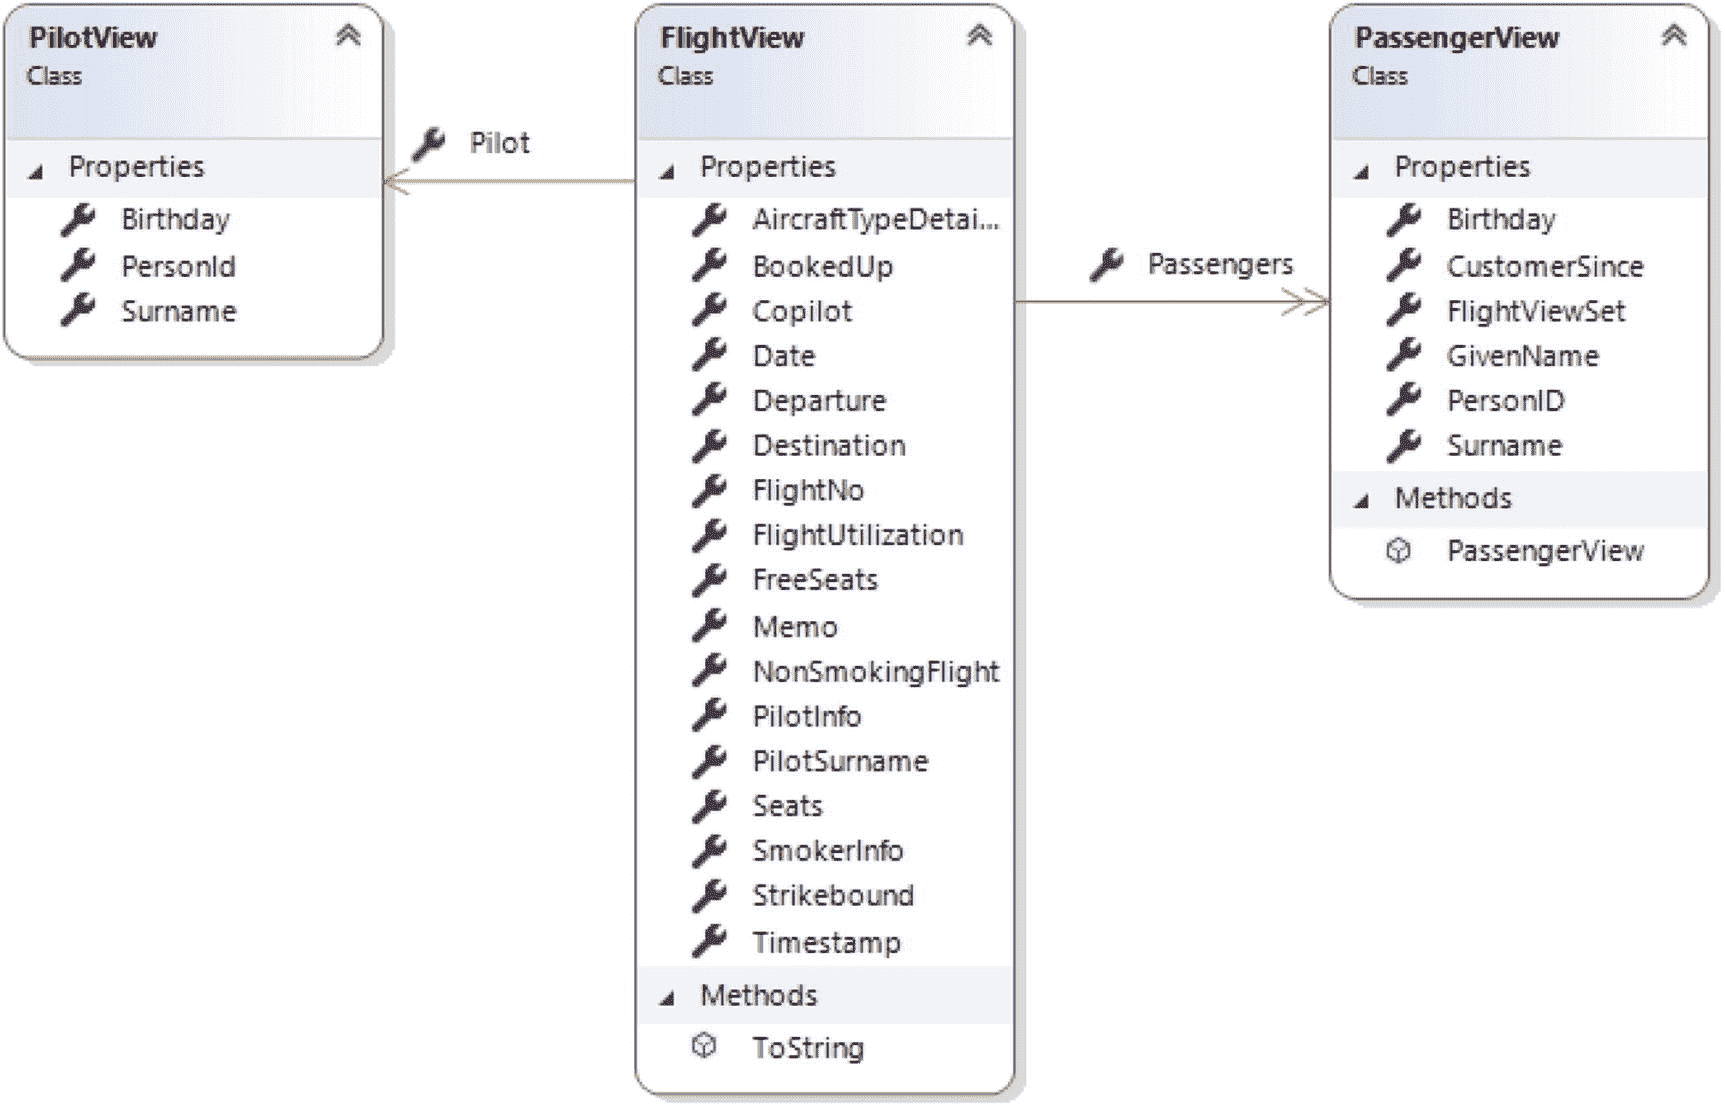 PilotView
Class
Properties
Birthday
PersonId
Surname
Pilot
FlightView
Class
Properties
AircraftTypeDetai...
BookedUp
Copilot
Date
Departure
Destination
FlightNo
FlightUtilization
FreeSeats
Memo
NonSmokingFlight
PilotInfo
PilotSurname
Seats
SmokerInfo
Strikebound
Timestamp
Methods
ToString
Passengers
PassengerView
Class
Properties
Birthday
CustomerSince
FlightViewSet
GivenName
PersonID
Surname
Methods
PassengerView